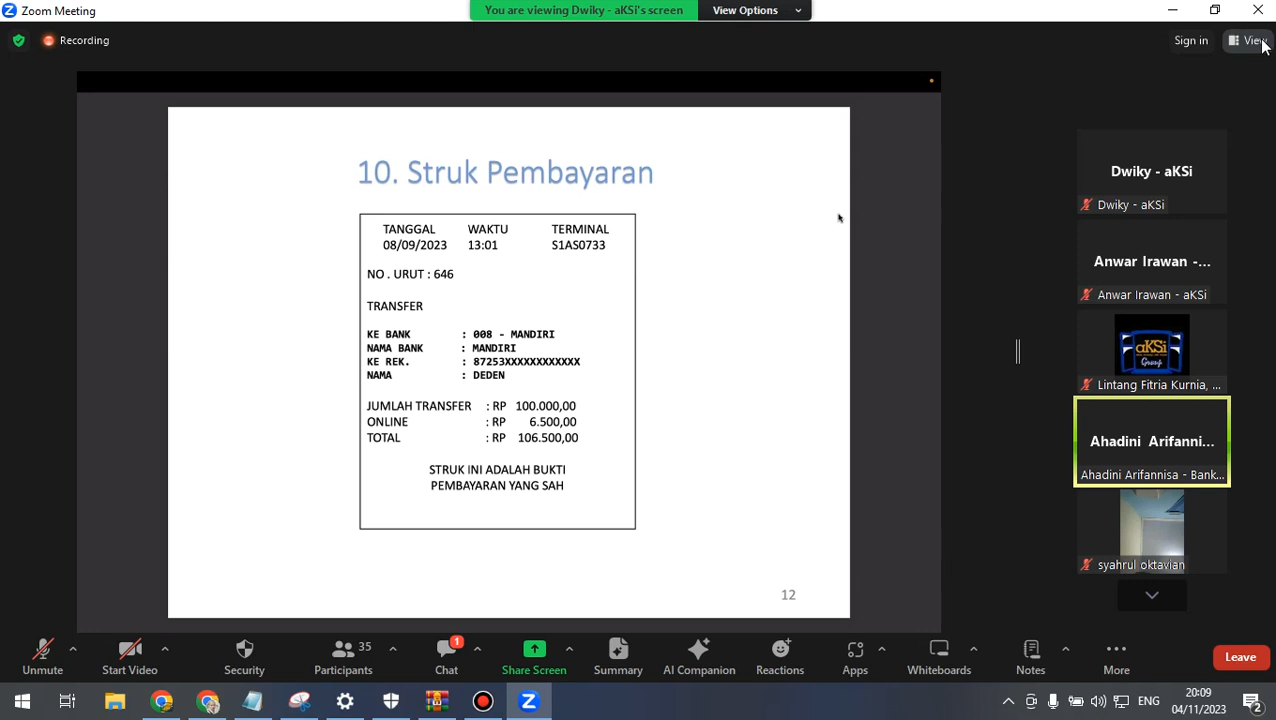 Zoom Meeting
You are viewing Dwiky - aKSi's screen
View Options
Recording
Sign in
View
10. Struk Pembayaran
TANGGAL WAKTU TERMINAL
08/09/2023 13:01 S1AS0733
NO . URUT : 646
TRANSFER
KE BANK : 008 - MANDIRI
NAMA BANK : MANDIRI
KE REK. : 87253XXXXXXXXXXXX
NAMA : DEDEN
JUMLAH TRANSFER : RP 100.000,00
ONLINE : RP 6.500,00
TOTAL : RP 106.500,00
STRUK INI ADALAH BUKTI
PEMBAYARAN YANG SAH
12
Dwiky - aKSi
Dwiky - aKSi
Anwar Irawan -...
Anwar Irawan - aKSi
aKSi
Group
Lintang Fitria Kurnia, ...
Ahadini Arifanni...
Ahadini Arifannisa - Bank...
syahrul oktavian
Unmute
Start Video
Security
Participants 35
Chat 1
Share Screen
Summary
AI Companion
Reactions
Apps
Whiteboards
Notes
More
Leave
ENG
20:09
04/11/2023
2